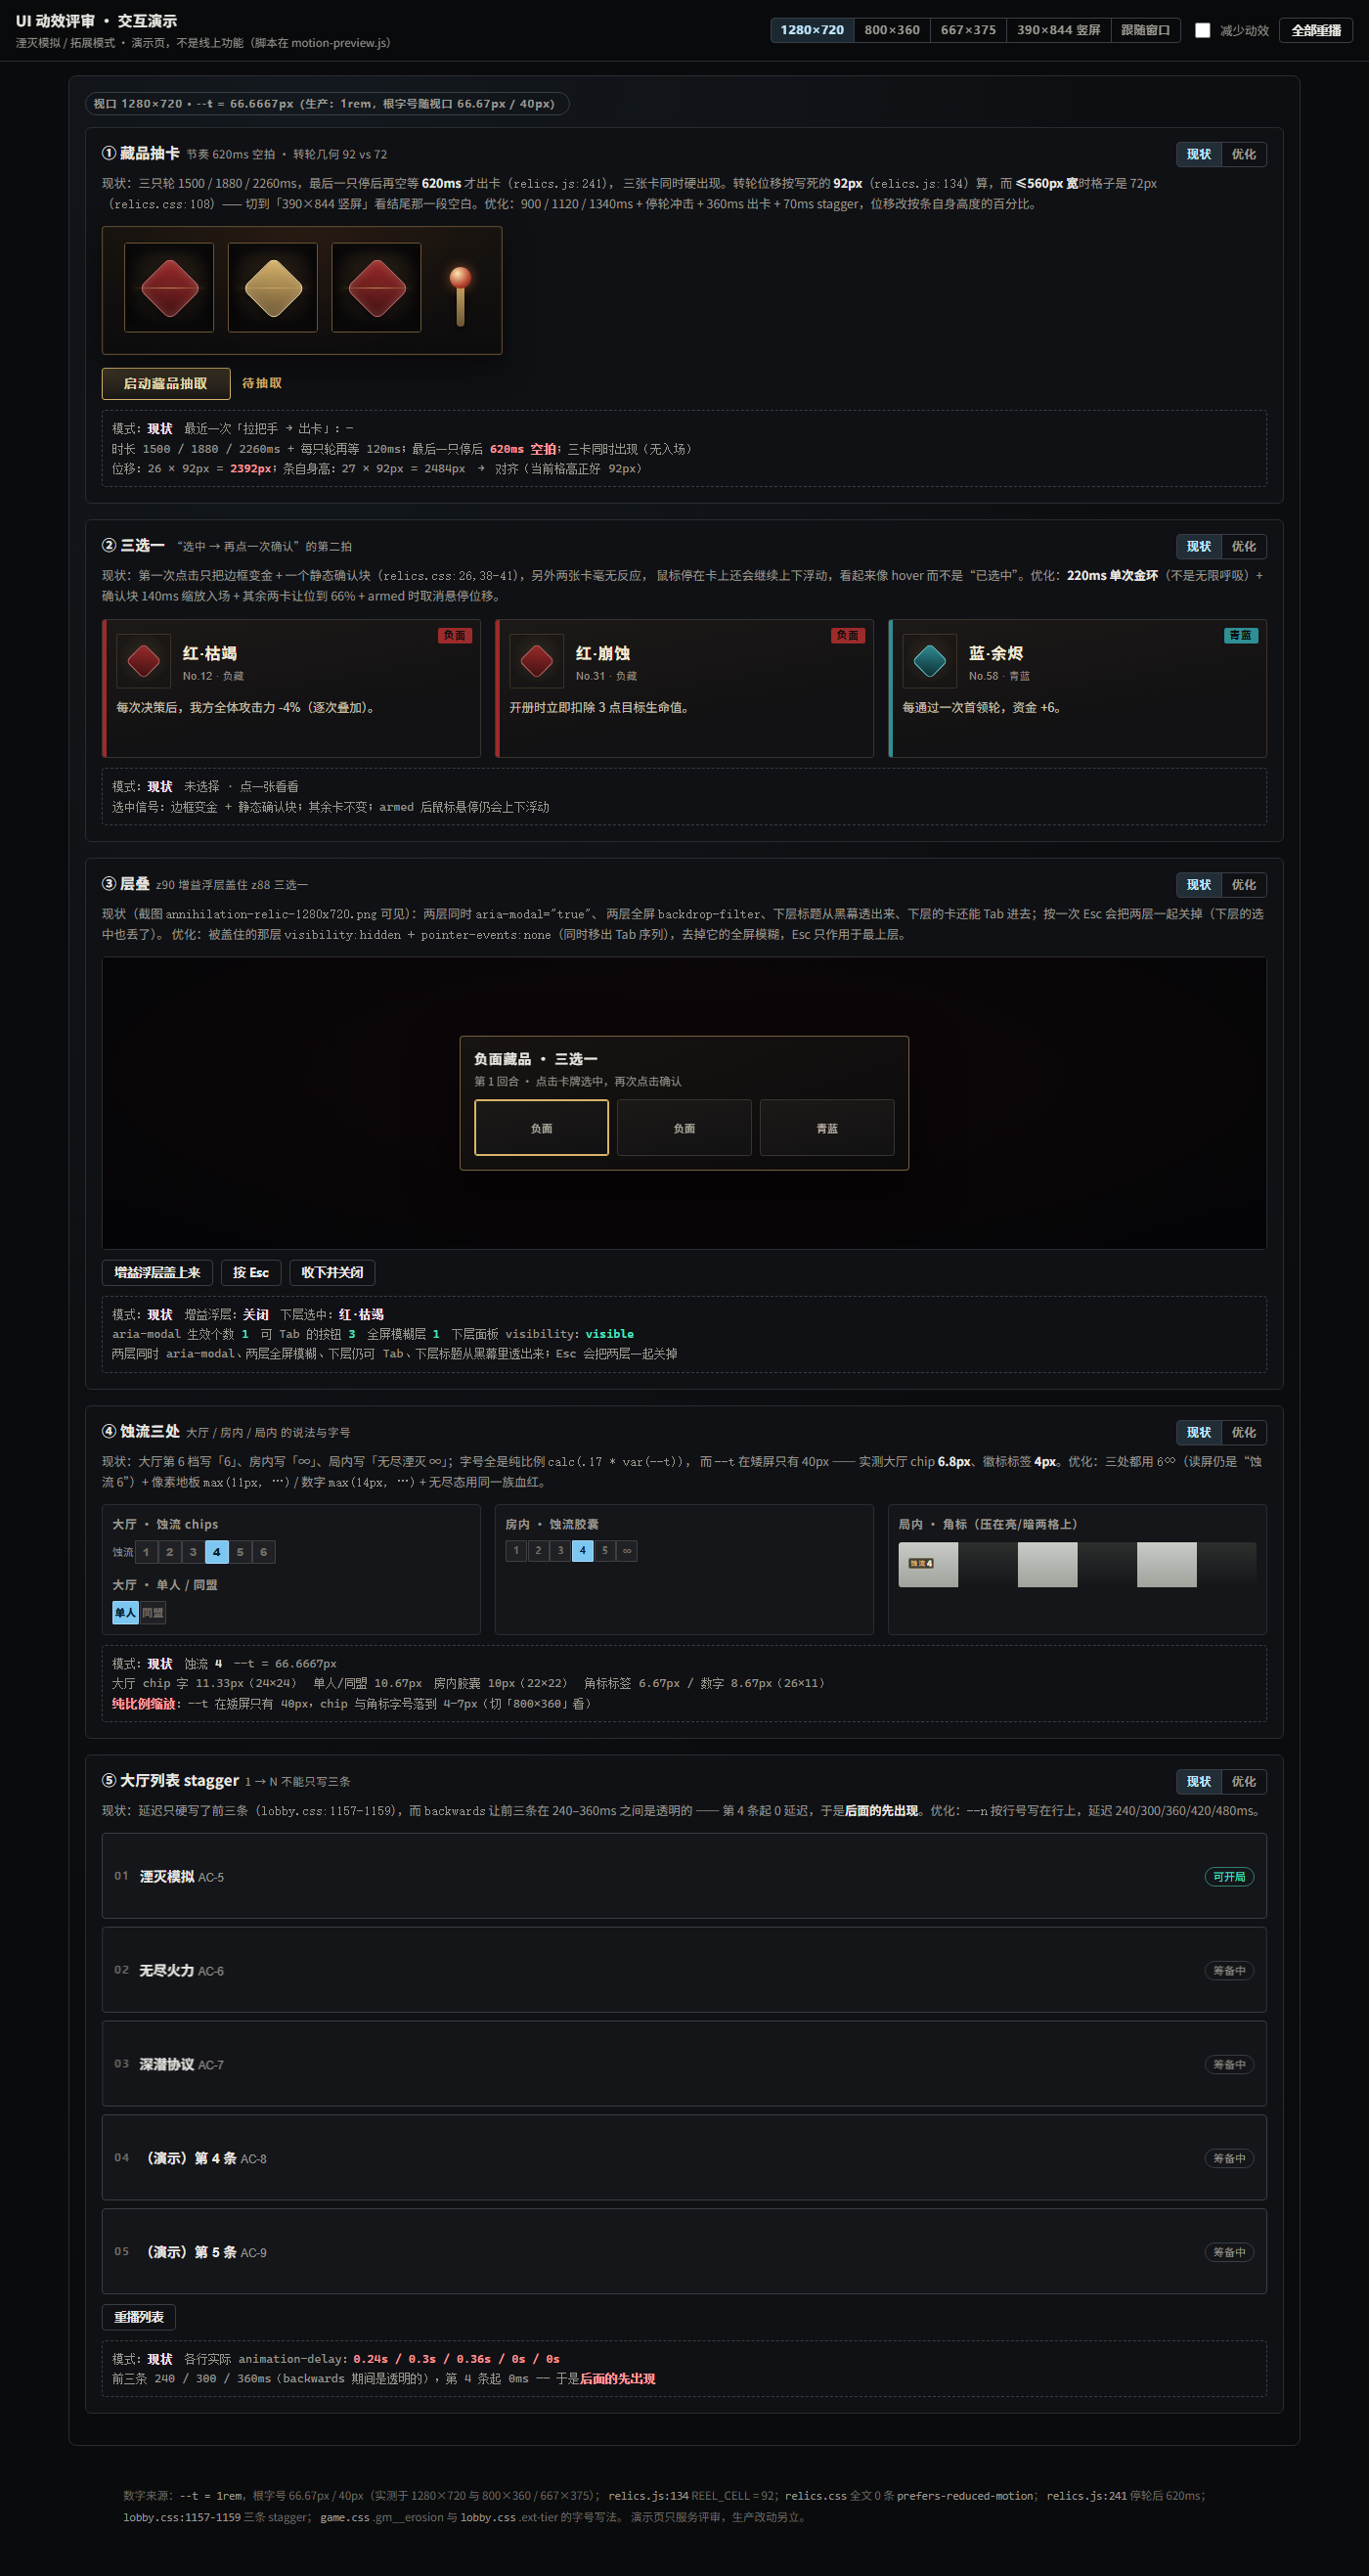 UI 动效评审 · 交互演示
湮灭模拟 / 拓展模式 · 演示页，不是线上功能（脚本在 motion-preview.js）
1280×720 800×360 667×375 390×844 竖屏 跟随窗口 减少动效 全部重播
视口 1280×720 · --t = 66.6667px (生产: 1rem，根字号随视口 66.67px / 40px)
① 藏品抽卡 节奏 620ms 空拍 · 转轮几何 92 vs 72 现状 优化
现状：三只轮 1500 / 1880 / 2260ms，最后一只停后再空等 620ms 才出卡（relics.js:241），三张卡同时硬出现。转轮位移按写死的 92px（relics.js:134）算，而 ≤560px 宽时格子是 72px
（relics.css:108）—— 切到「390×844 竖屏」看结尾那一段空白。优化：900 / 1120 / 1340ms + 停轮冲击 + 360ms 出卡 + 70ms stagger，位移改按条自身高度的百分比。
启动藏品抽取 待抽取
模式: 现状 最近一次「拉把手 → 出卡」: —
时长 1500 / 1880 / 2260ms + 每只轮再等 120ms; 最后一只停后 620ms 空拍; 三卡同时出现（无入场）
位移: 26 × 92px = 2392px; 条自身高: 27 × 92px = 2484px → 对齐（当前格高正好 92px）
② 三选一 “选中 → 再点一次确认” 的第二拍 现状 优化
现状：第一次点击只把边框变金 + 一个静态确认块（relics.css:26,38-41），另外两张卡毫无反应，鼠标停在卡上还会继续上下浮动，看起来像 hover 而不是“已选中”。优化：220ms 单次金环（不是无限呼吸）+
确认块 140ms 缩放入场 + 其余两卡让位到 66% + armed 时取消悬停位移。
负面 负面 青蓝
红·枯竭 红·崩蚀 蓝·余烬
No.12 · 负藏 No.31 · 负藏 No.58 · 青蓝
每次决策后，我方全体攻击力 -4%（逐次叠加）。 开册时立即扣除 3 点目标生命值。 每通过一次首领轮，资金 +6。
模式: 现状 未选择 · 点一张看看
选中信号: 边框变金 + 静态确认块; 其余卡不变; armed 后鼠标悬停仍会上下浮动
③ 层叠 z90 增益浮层盖住 z88 三选一 现状 优化
现状（截图 annihilation-relic-1280x720.png 可见）：两层同时 aria-modal="true"、两层全屏 backdrop-filter、下层标题从黑幕透出来、下层的卡还能 Tab 进去；按一次 Esc 会把两层一起关掉（下层的选
中也丢了）。优化：被盖住的那层 visibility:hidden + pointer-events:none（同时移出 Tab 序列），去掉它的全屏模糊，Esc 只作用于最上层。
负面藏品 · 三选一
第 1 回合 · 点击卡牌选中，再次点击确认
负面 负面 青蓝
增益浮层盖上来 按 Esc 收下并关闭
模式: 现状 增益浮层: 关闭 下层选中: 红·枯竭
aria-modal 生效个数 1 可 Tab 的按钮 3 全屏模糊层 1 下层面板 visibility: visible
两层同时 aria-modal、两层全屏模糊、下层仍可 Tab、下层标题从黑幕里透出来; Esc 会把两层一起关掉
④ 蚀流三处 大厅 / 房内 / 局内 的说法与字号 现状 优化
现状：大厅第 6 档写「6」、房内写「∞」、局内写「无尽湮灭 ∞」；字号全是纯比例 calc(.17 * var(--t))，而 --t 在矮屏只有 40px —— 实测大厅 chip 6.8px、徽标标签 4px。优化：三处都用 6∞（读屏仍是 “蚀
流 6”）+ 像素地板 max(11px, …) / 数字 max(14px, …) + 无尽态用同一族血红。
大厅 · 蚀流 chips 房内 · 蚀流胶囊 局内 · 角标（压在亮/暗两格上）
蚀流 1 2 3 4 5 6
1 2 3 4 5 ∞
蚀流 4
大厅 · 单人 / 同盟
单人 同盟
模式: 现状 蚀流 4 --t = 66.6667px
大厅 chip 字 11.33px（24×24） 单人/同盟 10.67px 房内胶囊 10px（22×22） 角标标签 6.67px / 数字 8.67px（26×11）
纯比例缩放: --t 在矮屏只有 40px，chip 与角标字号落到 4-7px（切「800×360」看）
⑤ 大厅列表 stagger 1 → N 不能只写三条 现状 优化
现状：延迟只硬写了前三条（lobby.css:1157-1159），而 backwards 让前三条在 240–360ms 之间是透明的 —— 第 4 条起 0 延迟，于是后面的先出现。优化：--n 按行号写在行上，延迟 240/300/360/420/480ms。
01 湮灭模拟 AC-5 可开局
02 无尽火力 AC-6 筹备中
03 深潜协议 AC-7 筹备中
04 （演示）第 4 条 AC-8 筹备中
05 （演示）第 5 条 AC-9 筹备中
重播列表
模式: 现状 各行实际 animation-delay: 0.24s / 0.3s / 0.36s / 0s / 0s
前三条 240 / 300 / 360ms（backwards 期间是透明的），第 4 条起 0ms —— 于是后面的先出现
数字来源：--t = 1rem，根字号 66.67px / 40px（实测于 1280×720 与 800×360 / 667×375）； relics.js:134 REEL_CELL = 92； relics.css 全文 0 条 prefers-reduced-motion； relics.js:241 停轮后 620ms；
lobby.css:1157-1159 三条 stagger； game.css .gm__erosion 与 lobby.css .ext-tier 的字号写法。 演示页只服务评审，生产改动另立。